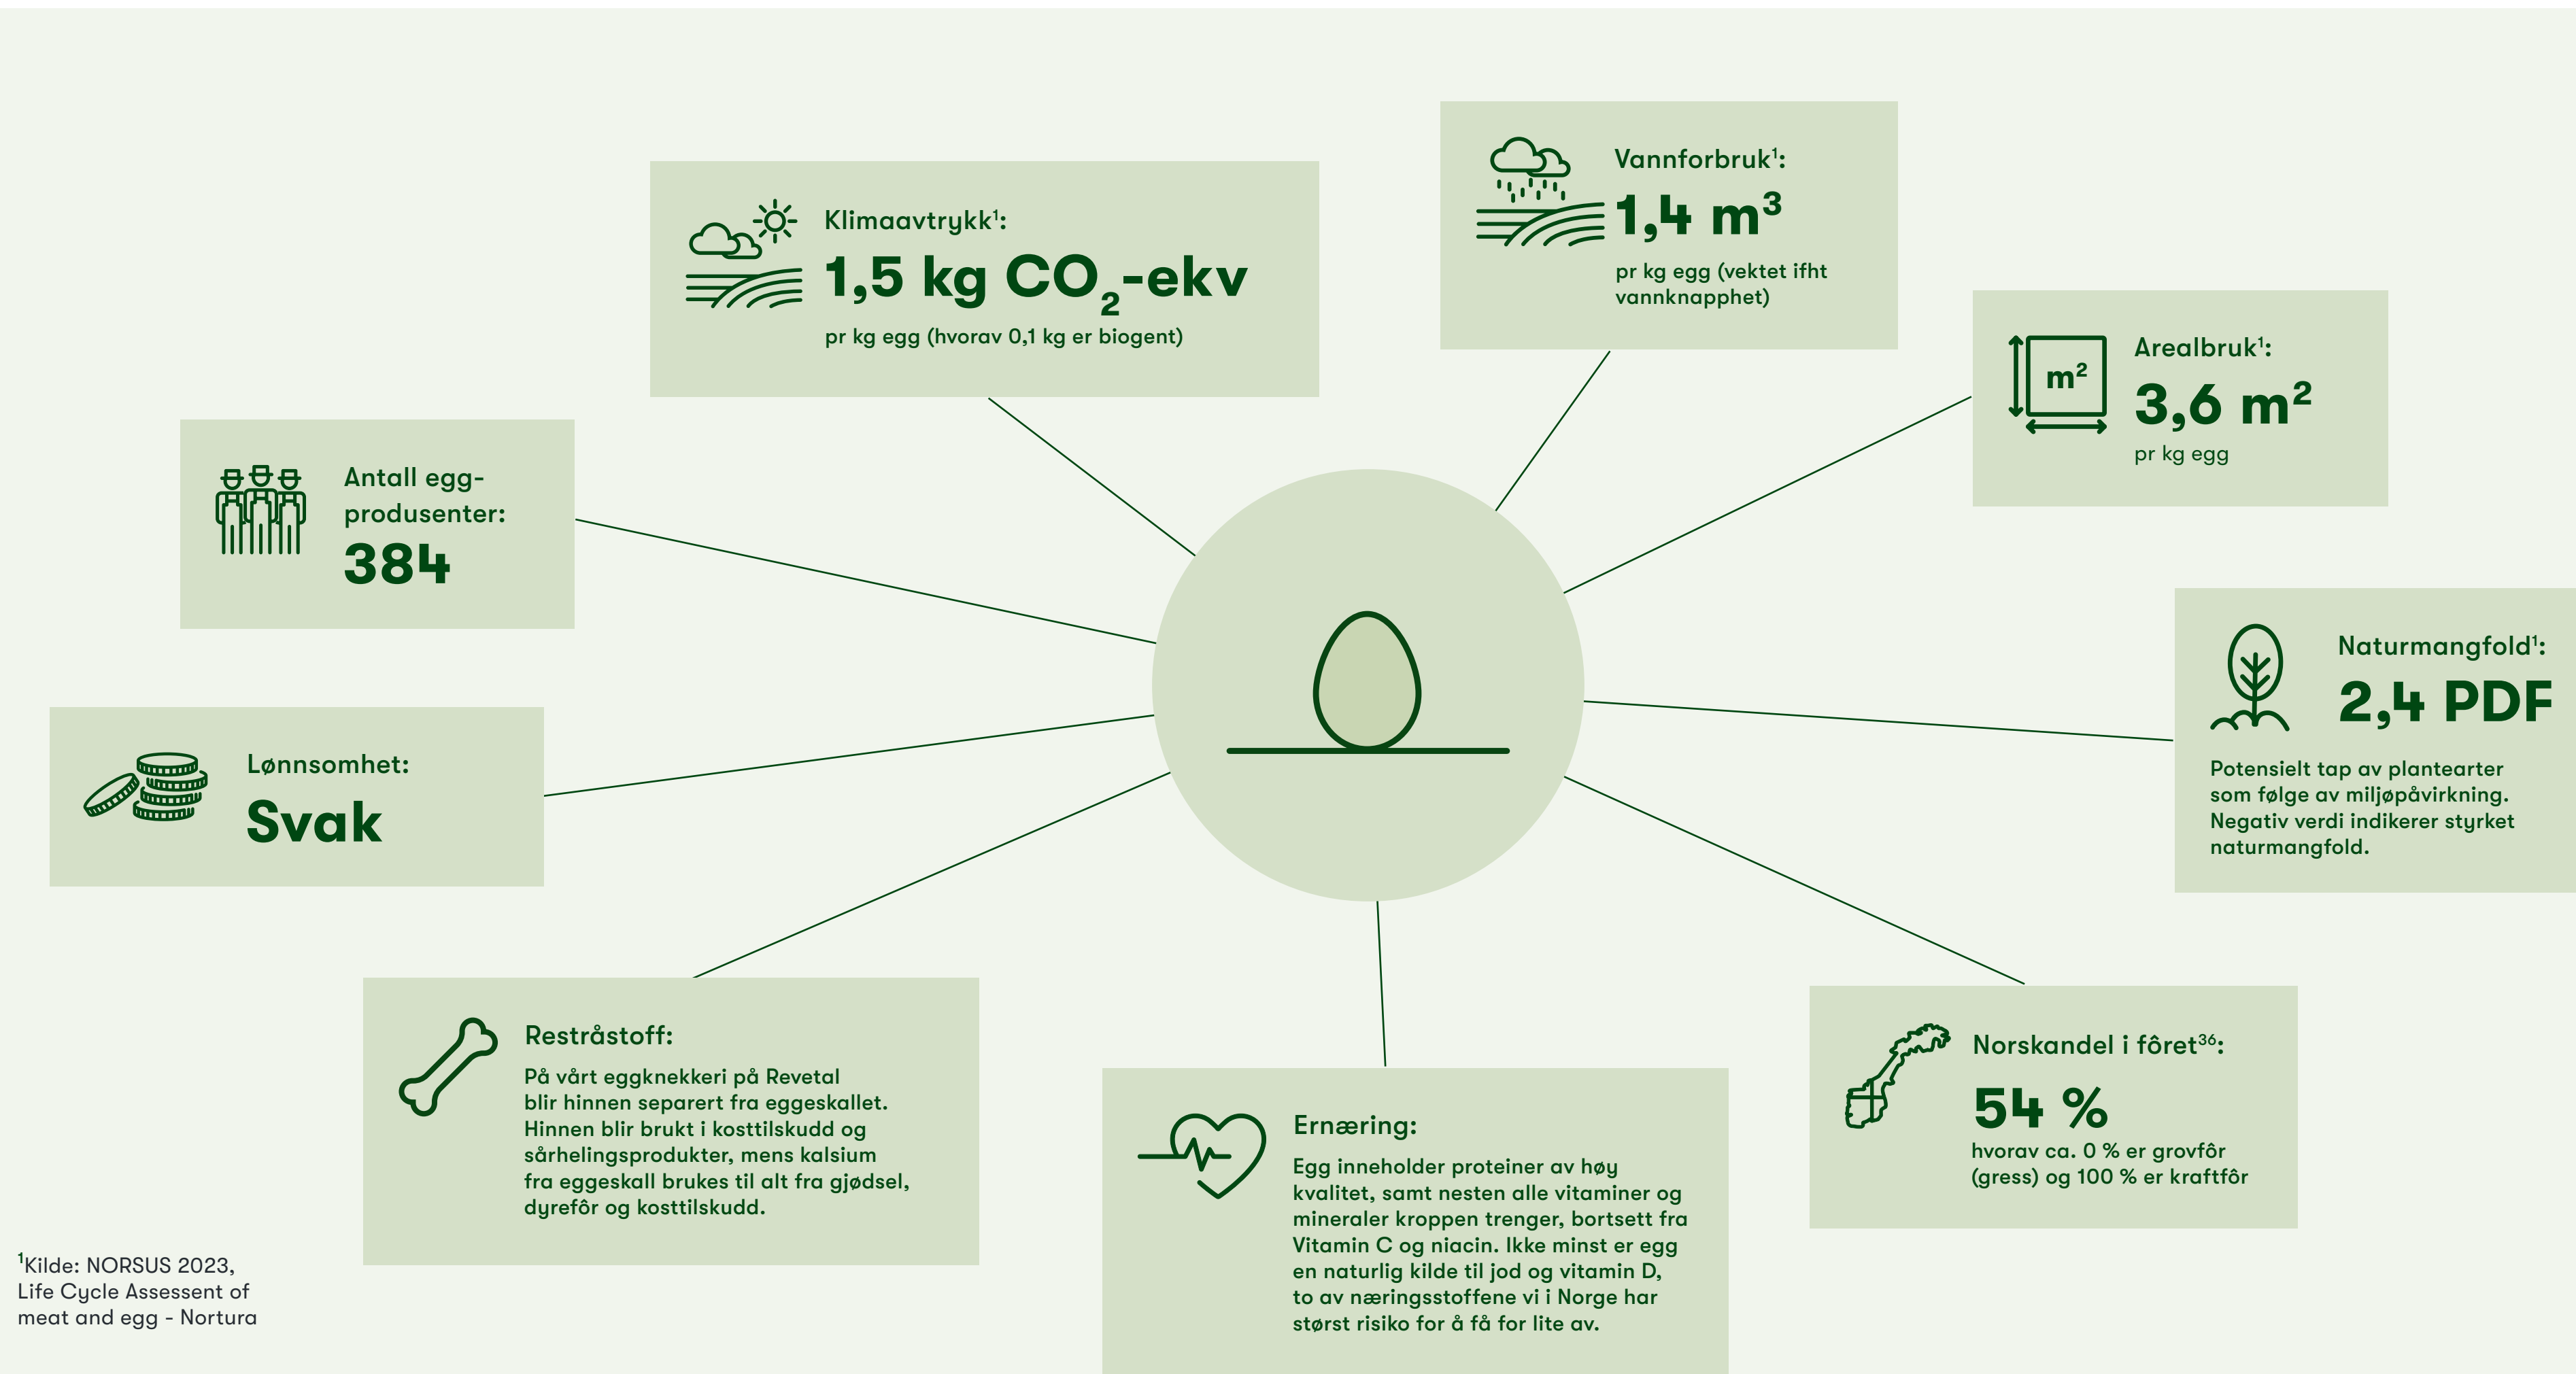 Klimaavtrykk¹:
1,5 kg CO₂-ekv
pr kg egg (hvorav 0,1 kg er biogent)
Vannforbruk¹:
1,4 m³
pr kg egg (vektet ifht
vannknapphet)
Arealbruk¹:
m²
3,6 m²
pr kg egg
Antall egg-
produsenter:
384
Naturmangfold¹:
2,4 PDF
Potensielt tap av plantearter
som følge av miljøpåvirkning.
Negativ verdi indikerer styrket
naturmangfold.
Lønnsomhet:
Svak
Restråstoff:
På vårt eggknekkeri på Revetal
blir hinnen separert fra eggeskallet.
Hinnen blir brukt i kosttilskudd og
sårhelingsprodukter, mens kalsium
fra eggeskall brukes til alt fra gjødsel,
dyrefôr og kosttilskudd.
Ernæring:
Egg inneholder proteiner av høy
kvalitet, samt nesten alle vitaminer og
mineraler kroppen trenger, bortsett fra
Vitamin C og niacin. Ikke minst er egg
en naturlig kilde til jod og vitamin D,
to av næringsstoffene vi i Norge har
størst risiko for å få for lite av.
Norskandel i fôret³⁶:
54 %
hvorav ca. 0 % er grovfôr
(gress) og 100 % er kraftfôr
¹Kilde: NORSUS 2023,
Life Cycle Assessent of
meat and egg - Nortura